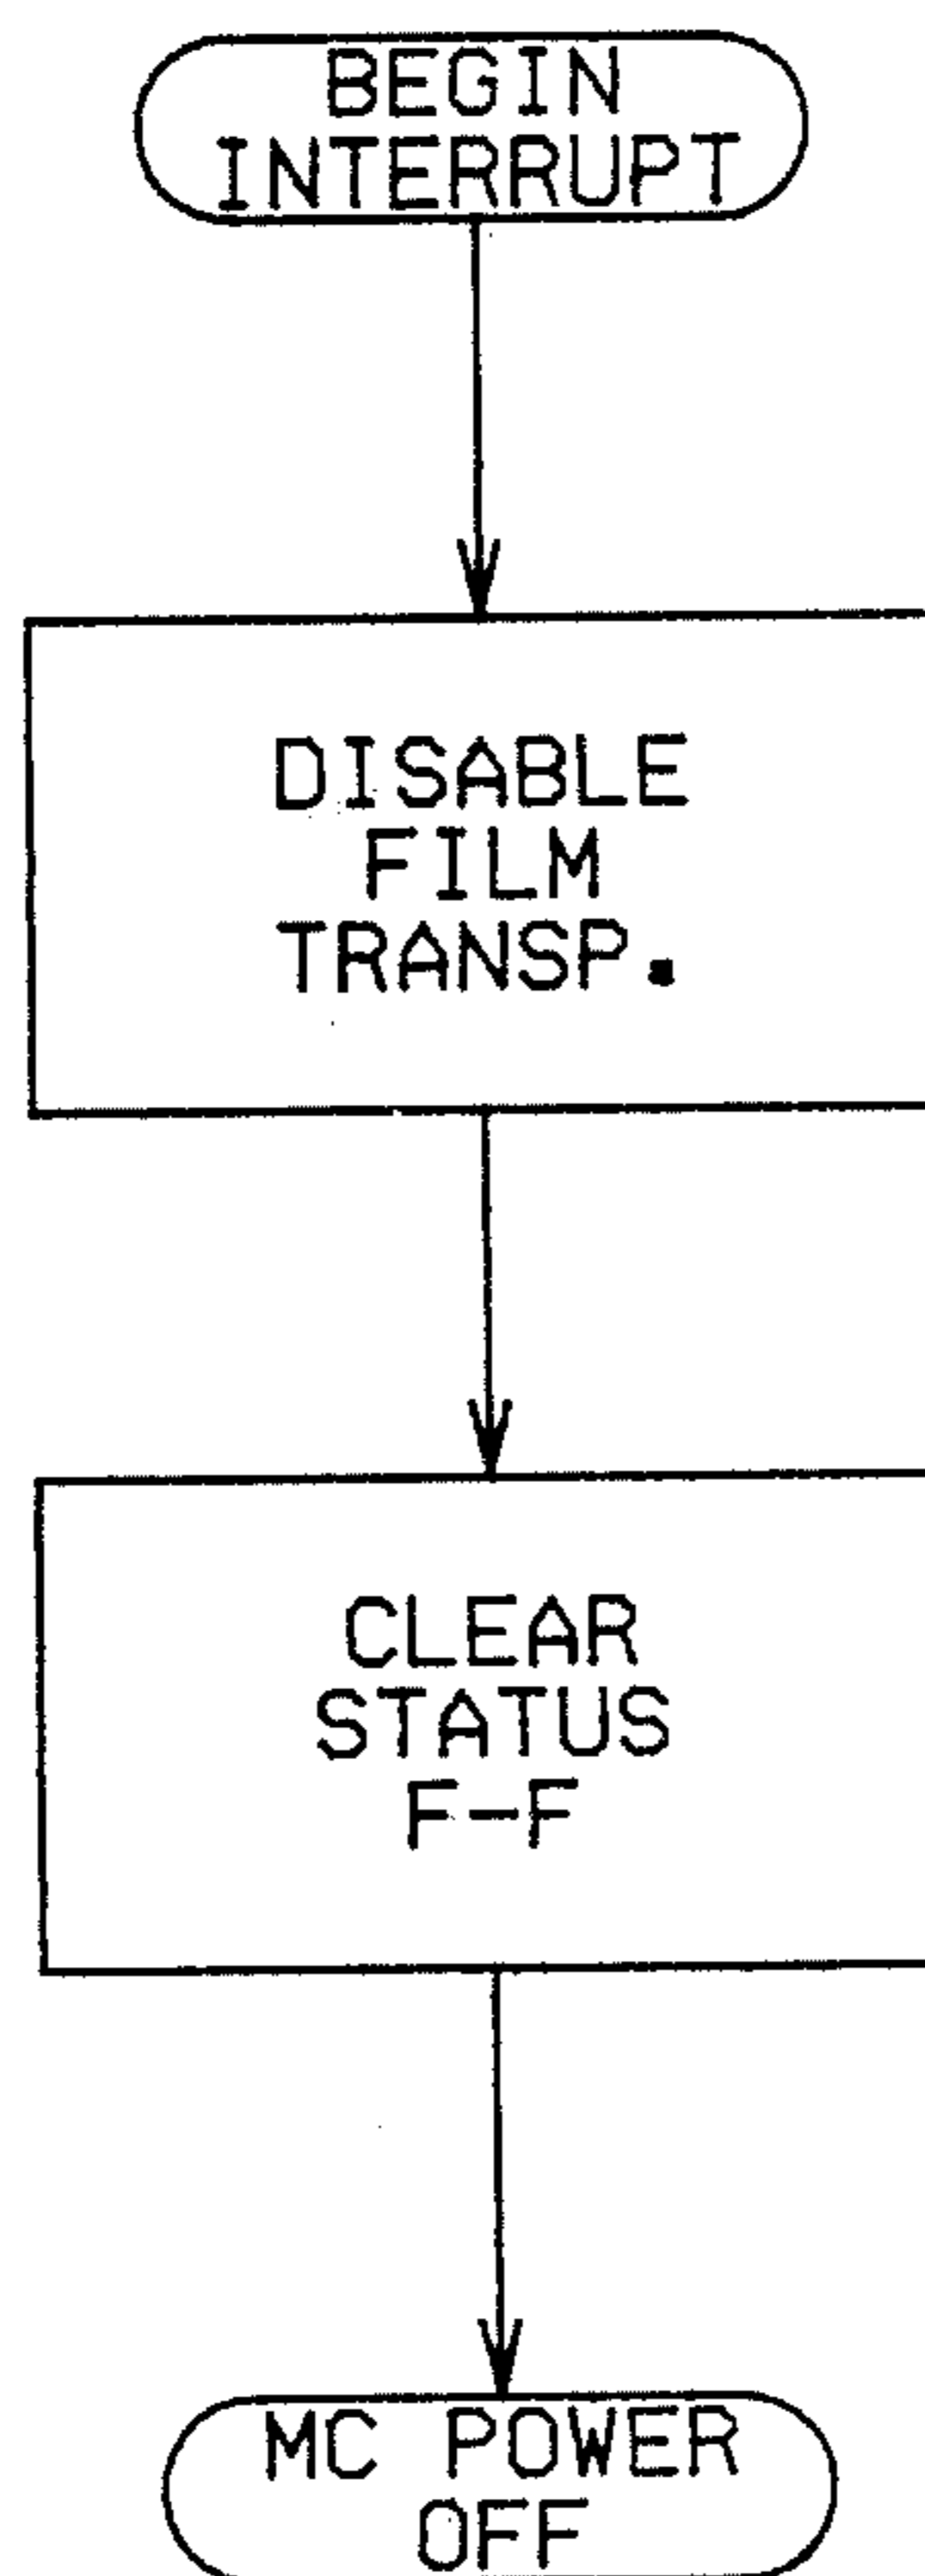 BEGIN
INTERRUPT
DISABLE
FILM
TRANSP.
CLEAR
STATUS
F-F
MC POWER
OFF